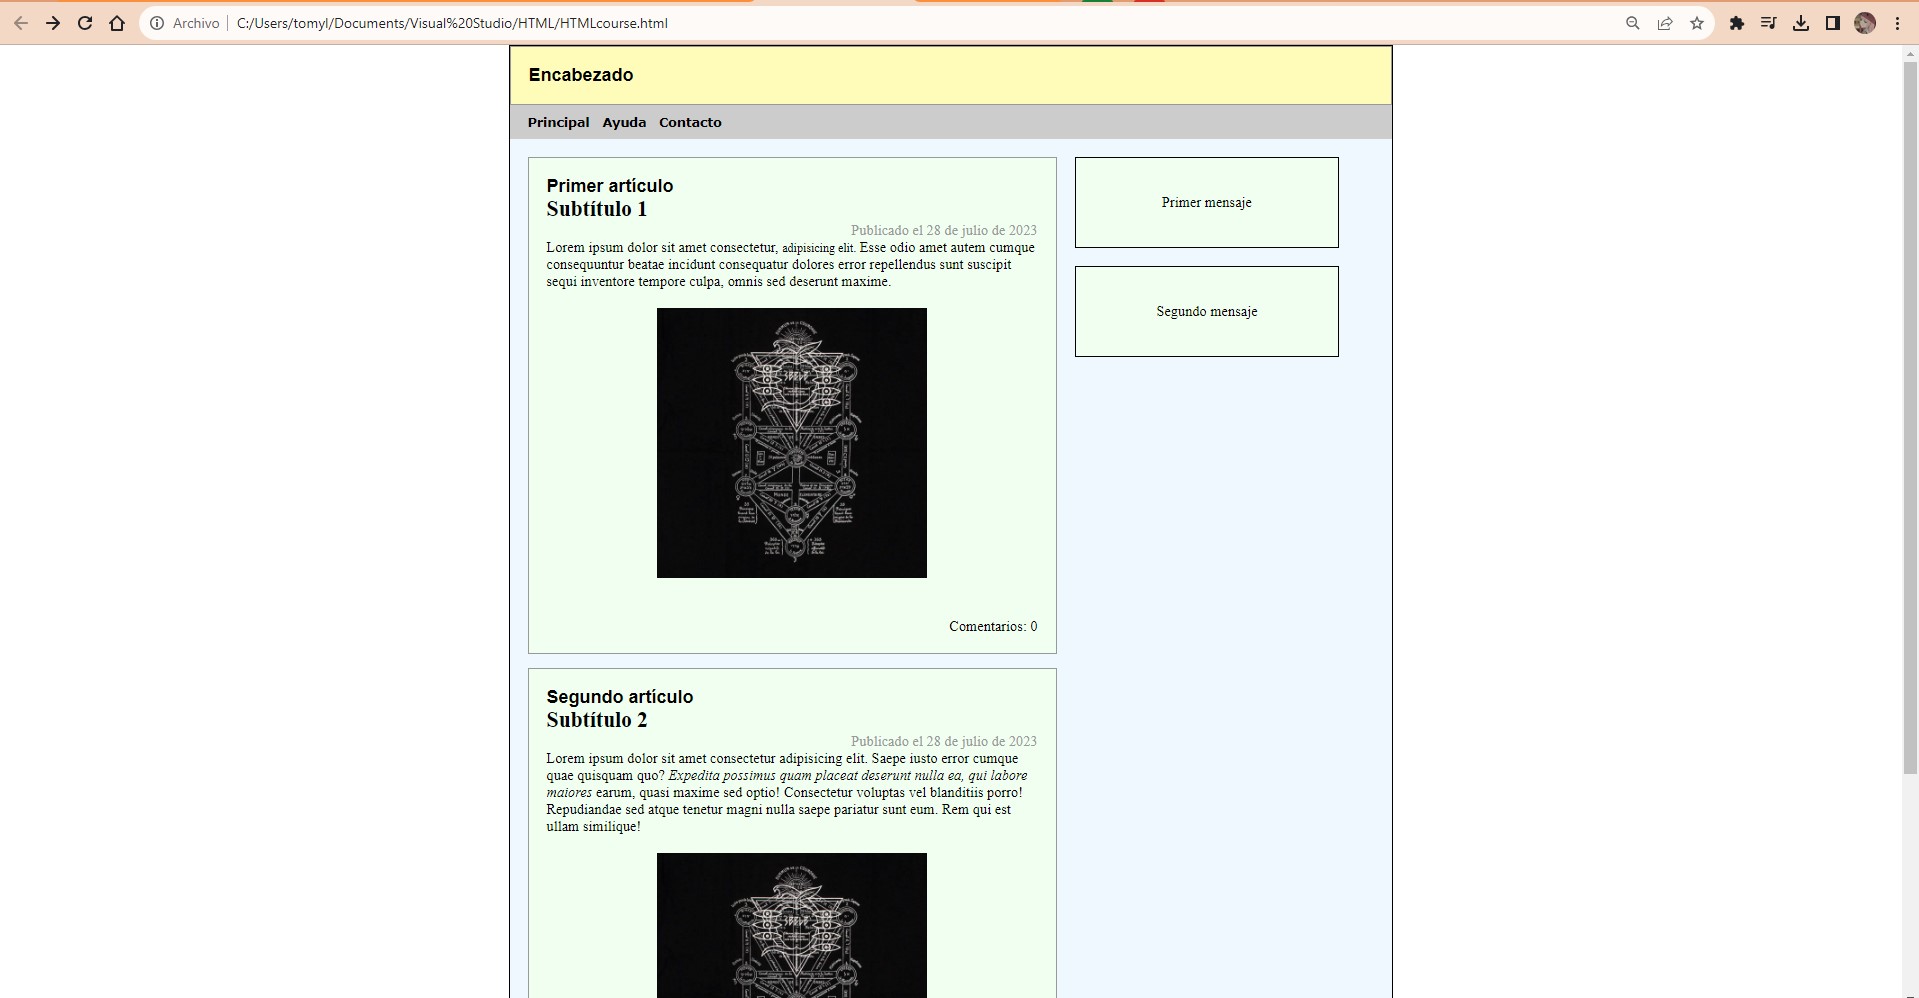 Archivo
C:/Users/tomyl/Documents/Visual%20Studio/HTML/HTMLcourse.html
Encabezado
Principal Ayuda Contacto
Primer artículo
Subtítulo 1
Publicado el 28 de julio de 2023
Lorem ipsum dolor sit amet consectetur, adipisicing elit. Esse odio amet autem cumque
consequuntur beatae incidunt consequatur dolores error repellendus sunt suscipit
sequi inventore tempore culpa, omnis sed deserunt maxime.
Comentarios: 0
Segundo artículo
Subtítulo 2
Publicado el 28 de julio de 2023
Lorem ipsum dolor sit amet consectetur adipisicing elit. Saepe iusto error cumque
quae quisquam quo? Expedita possimus quam placeat deserunt nulla ea, qui labore
maiores earum, quasi maxime sed optio! Consectetur voluptas vel blanditiis porro!
Repudiandae sed atque tenetur magni nulla saepe pariatur sunt eum. Rem qui est
ullam similique!
Primer mensaje
Segundo mensaje